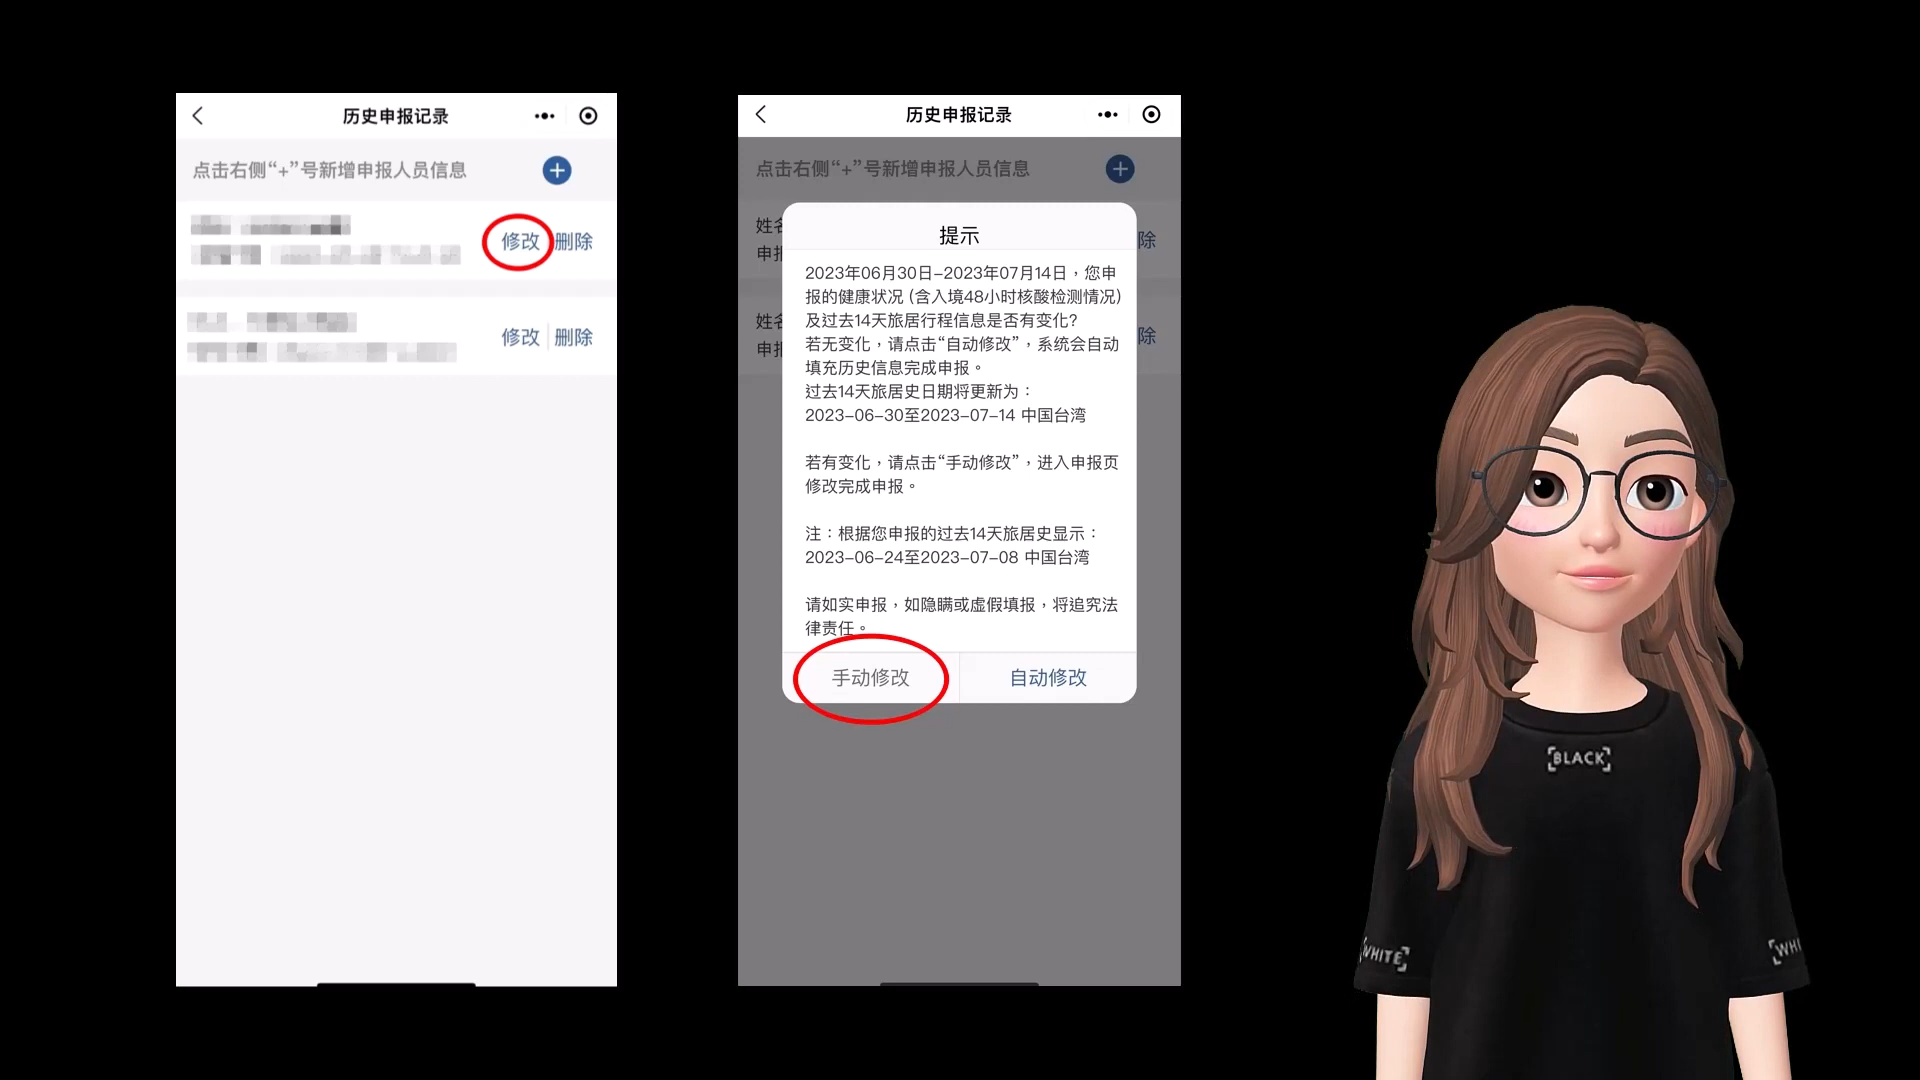 历史申报记录
点击右侧“+”号新增申报人员信息
修改 删除
修改 删除
历史申报记录
点击右侧“+”号新增申报人员信息
姓名
申报
除
姓名
申报
除
提示
2023年06月30日-2023年07月14日，您申
报的健康状况 (含入境48小时核酸检测情况)
及过去14天旅居行程信息是否有变化?
若无变化，请点击“自动修改”，系统会自动
填充历史信息完成申报。
过去14天旅居史日期将更新为：
2023-06-30至2023-07-14 中国台湾
若有变化，请点击“手动修改”，进入申报页
修改完成申报。
注：根据您申报的过去14天旅居史显示：
2023-06-24至2023-07-08 中国台湾
请如实申报，如隐瞒或虚假填报，将追究法
律责任。
手动修改
自动修改
[BLACK]
WHITE]
[WHI